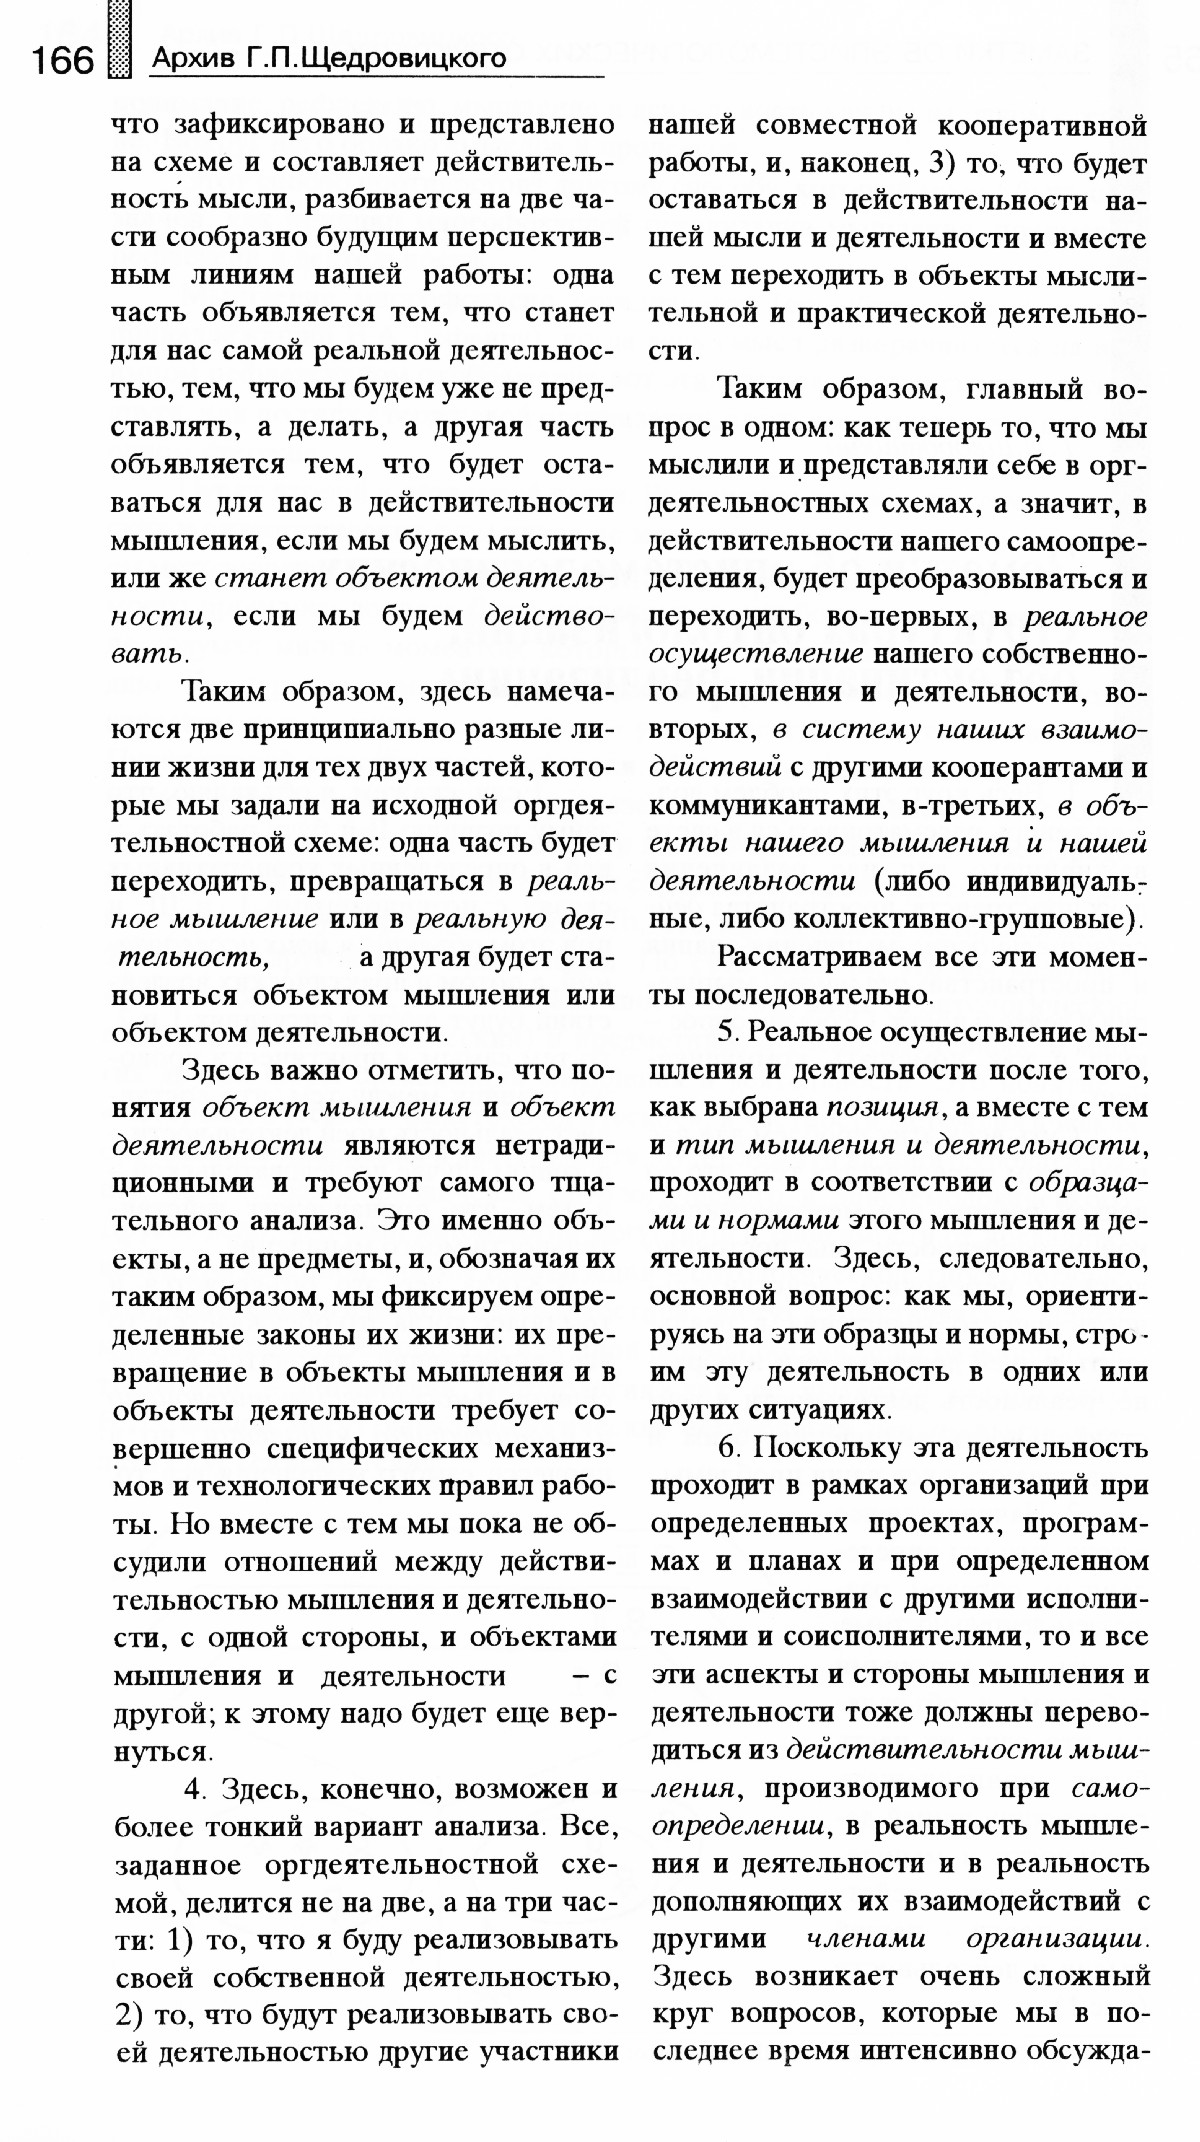 166
Архив Г.П.Щедровицкого
что зафиксировано и представлено
на схеме и составляет действитель-
ность мысли, разбивается на две ча-
сти сообразно будущим перспектив-
ным линиям нашей работы: одна
часть объявляется тем, что станет
для нас самой реальной деятельнос-
тью, тем, что мы будем уже не пред-
ставлять, а делать, а другая часть
объявляется тем, что будет оста-
ваться для нас в действительности
мышления, если мы будем мыслить,
или же станет объектом деятель-
ности, если мы будем действо-
вать.
Таким образом, здесь намеча-
ются две принципиально разные ли-
нии жизни для тех двух частей, кото-
рые мы задали на исходной оргдея-
тельностной схеме: одна часть будет
переходить, превращаться в реаль-
ное мышление или в реальную дея-
тельность, а другая будет ста-
новиться объектом мышления или
объектом деятельности.
Здесь важно отметить, что по-
нятия объект мышления и объект
деятельности являются нетради-
ционными и требуют самого тща-
тельного анализа. Это именно объ-
екты, а не предметы, и, обозначая их
таким образом, мы фиксируем опре-
деленные законы их жизни: их пре-
вращение в объекты мышления и в
объекты деятельности требует со-
вершенно специфических механиз-
мов и технологических правил рабо-
ты. Но вместе с тем мы пока не об-
судили отношений между действи-
тельностью мышления и деятельно-
сти, с одной стороны, и объектами
мышления и деятельности – с
другой; к этому надо будет еще вер-
нуться.
4. Здесь, конечно, возможен и
более тонкий вариант анализа. Все,
заданное оргдеятельностной схе-
мой, делится не на две, а на три час-
ти: 1) то, что я буду реализовывать
своей собственной деятельностью,
2) то, что будут реализовывать сво-
ей деятельностью другие участники
нашей совместной кооперативной
работы, и, наконец, 3) то, что будет
оставаться в действительности на-
шей мысли и деятельности и вместе
с тем переходить в объекты мысли-
тельной и практической деятельно-
сти.
Таким образом, главный во-
прос в одном: как теперь то, что мы
мыслили и представляли себе в орг-
деятельностных схемах, а значит, в
действительности нашего самоопре-
деления, будет преобразовываться и
переходить, во-первых, в реальное
осуществление нашего собственно-
го мышления и деятельности, во-
вторых, в систему наших взаимо-
действий с другими кооперантами и
коммуникантами, в-третьих, в объ-
екты нашего мышления и нашей
деятельности (либо индивидуаль-
ные, либо коллективно-групповые).
Рассматриваем все эти момен-
ты последовательно.
5. Реальное осуществление мы-
шления и деятельности после того,
как выбрана позиция, а вместе с тем
и тип мышления и деятельности,
проходит в соответствии с образца-
ми и нормами этого мышления и де-
ятельности. Здесь, следовательно,
основной вопрос: как мы, ориенти-
руясь на эти образцы и нормы, стро-
им эту деятельность в одних или
других ситуациях.
6. Поскольку эта деятельность
проходит в рамках организаций при
определенных проектах, програм-
мах и планах и при определенном
взаимодействии с другими исполни-
телями и соисполнителями, то и все
эти аспекты и стороны мышления и
деятельности тоже должны перево-
диться из действительности мыш-
ления, производимого при само-
определении, в реальность мышле-
ния и деятельности и в реальность
дополняющих их взаимодействий с
другими членами организации.
Здесь возникает очень сложный
круг вопросов, которые мы в по-
следнее время интенсивно обсужда-